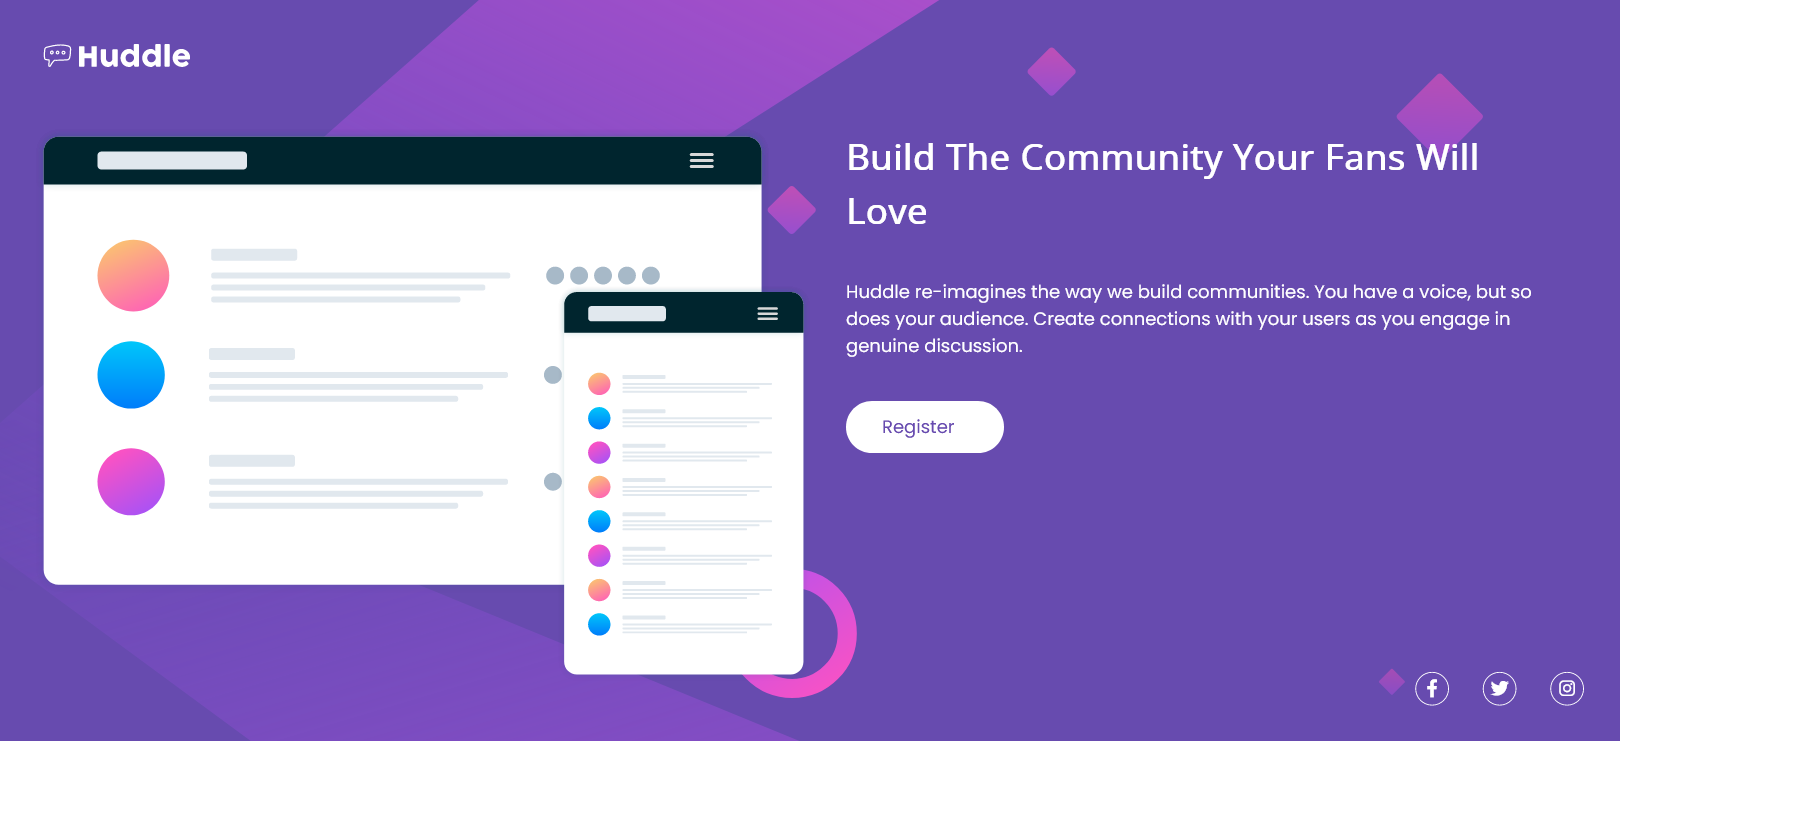 Huddle
Build The Community Your Fans Will
Love
Huddle re-imagines the way we build communities. You have a voice, but so
does your audience. Create connections with your users as you engage in
genuine discussion.
Register